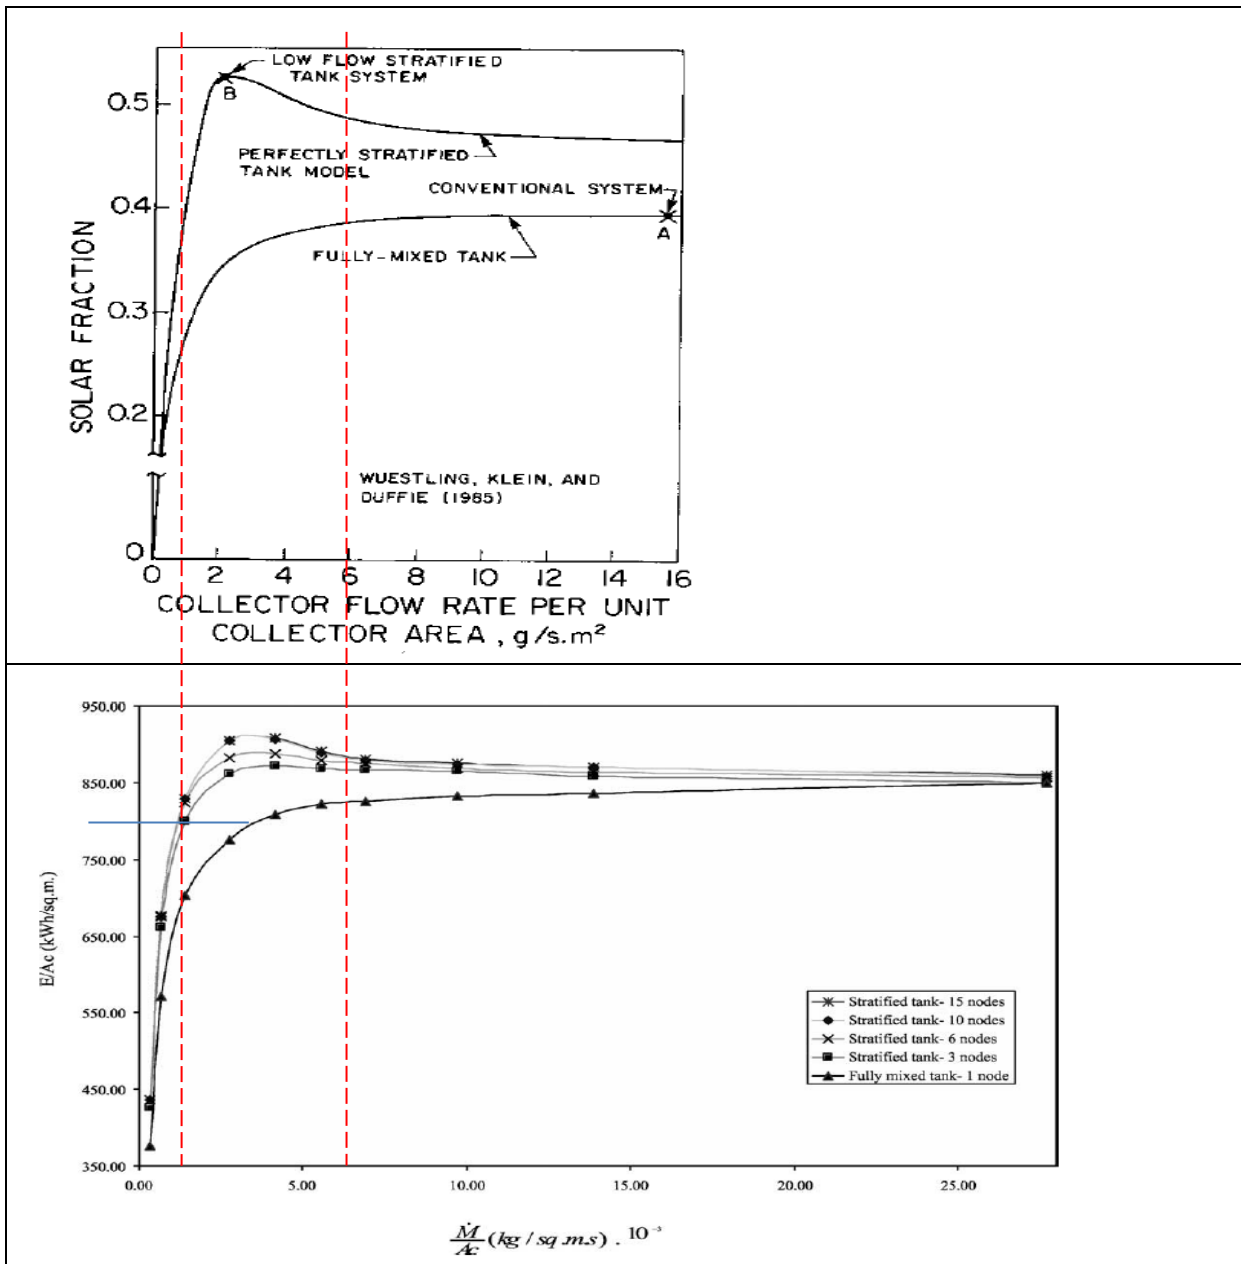 LOW FLOW STRATIFIED
TANK SYSTEM
B
0.5
PERFECTLY STRATIFIED
TANK MODEL
CONVENTIONAL SYSTEM
0.4
A
FULLY-MIXED TANK
0.3
SOLAR FRACTION
0.2
WUESTLING, KLEIN, AND
DUFFIE (1985)
0
0 2 4 6 8 10 12 14 16
COLLECTOR FLOW RATE PER UNIT
COLLECTOR AREA, g/s.m²
950.00
850.00
750.00
650.00
550.00
450.00
350.00
E/Ac (kWh/sq.m.)
Stratified tank- 15 nodes
Stratified tank- 10 nodes
Stratified tank- 6 nodes
Stratified tank- 3 nodes
Fully mixed tank- 1 node
0.00 5.00 10.00 15.00 20.00 25.00
Ṁ/Ac (kg / sq.m.s) . 10⁻³